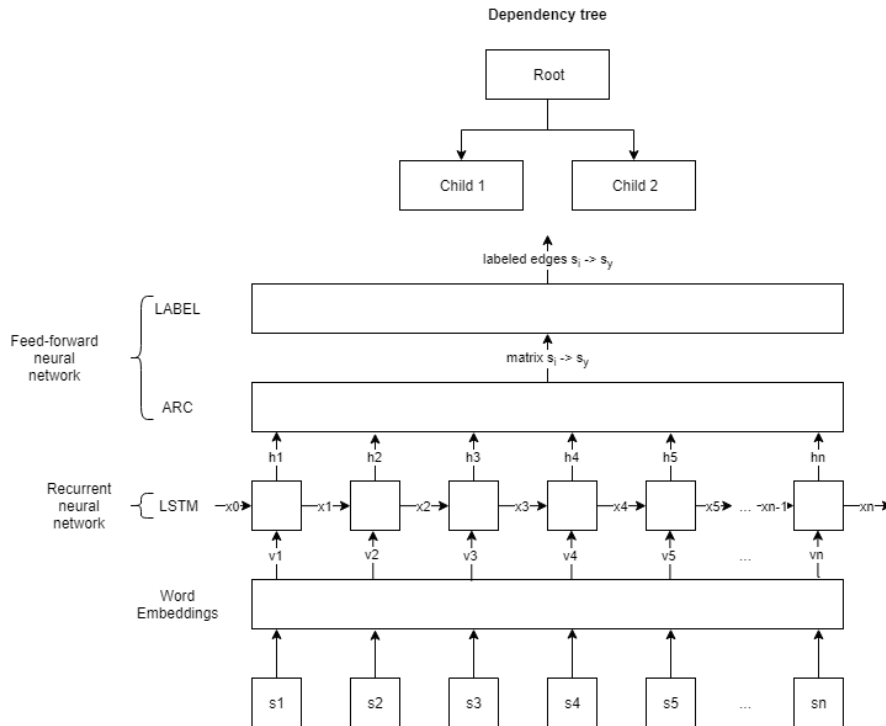 Dependency tree
Root
Child 1 Child 2
labeled edges si -> sy
LABEL
Feed-forward
neural
network
matrix si -> sy
ARC
h1 h2 h3 h4 h5 hn
Recurrent
neural
network
LSTM
x0 x1 x2 x3 x4 x5 ... xn-1 xn
v1 v2 v3 v4 v5 ... vn
Word
Embeddings
s1 s2 s3 s4 s5 ... sn